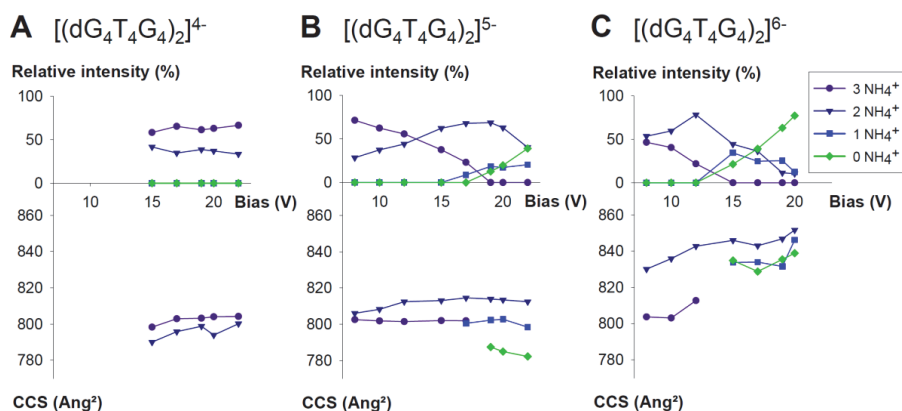 A [(dG₄T₄G₄)₂]⁴⁻
B [(dG₄T₄G₄)₂]⁵⁻
C [(dG₄T₄G₄)₂]⁶⁻
Relative intensity (%)
Relative intensity (%)
Relative intensity (%)
3 NH₄⁺
2 NH₄⁺
1 NH₄⁺
0 NH₄⁺
100
50
0
10
15
20
Bias (V)
860
840
820
800
780
CCS (Ang²)
100
50
0
10
15
20
Bias (V)
860
840
820
800
780
CCS (Ang²)
100
50
0
10
15
20
Bias (V)
860
840
820
800
780
CCS (Ang²)